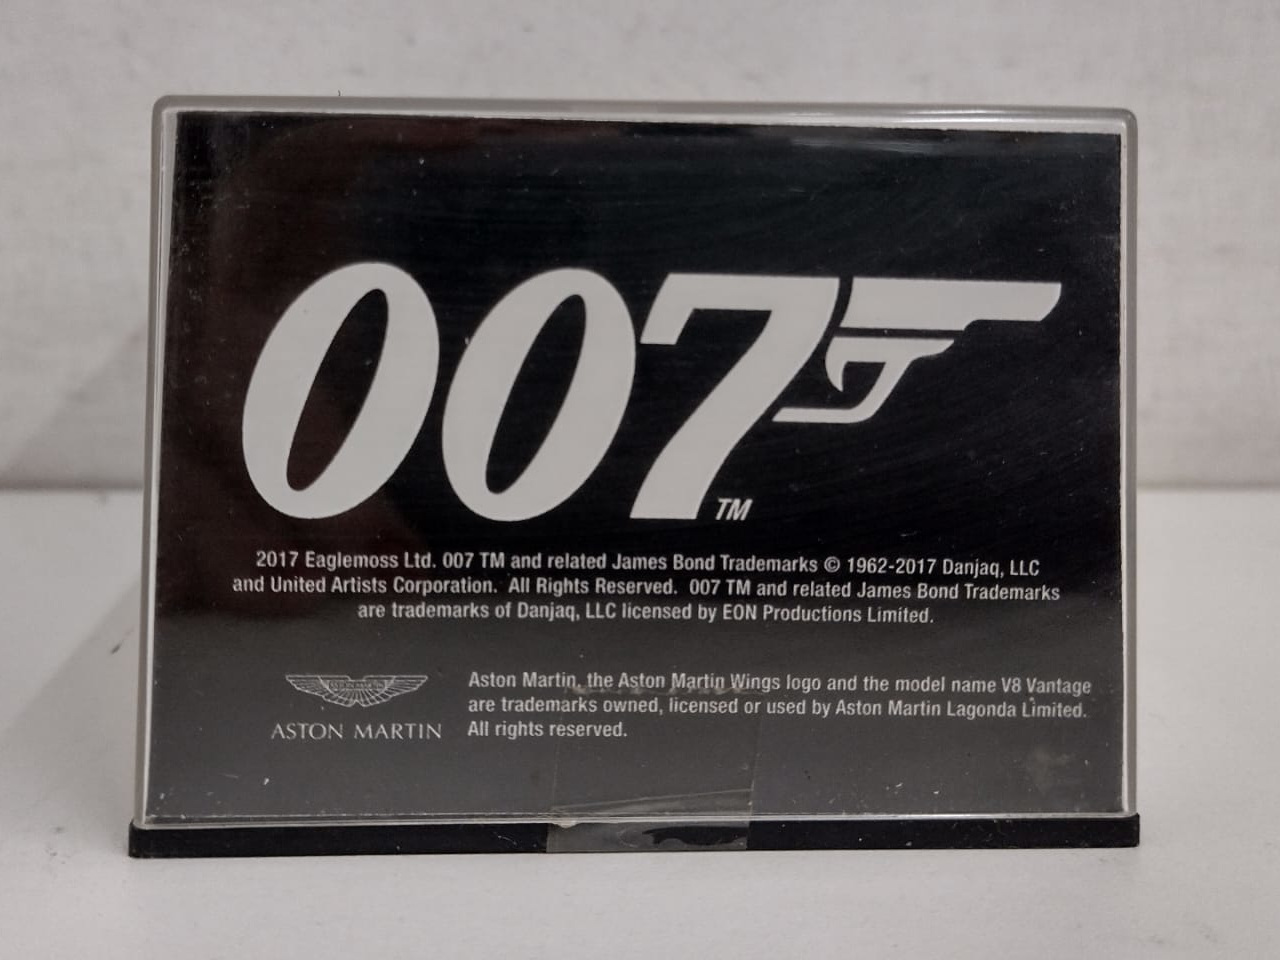 007
TM
2017 Eaglemoss Ltd. 007 TM and related James Bond Trademarks © 1962-2017 Danjaq, LLC
and United Artists Corporation. All Rights Reserved. 007 TM and related James Bond Trademarks
are trademarks of Danjaq, LLC licensed by EON Productions Limited.
ASTON MARTIN
ASTON MARTIN
Aston Martin, the Aston Martin Wings logo and the model name V8 Vantage
are trademarks owned, licensed or used by Aston Martin Lagonda Limited.
All rights reserved.